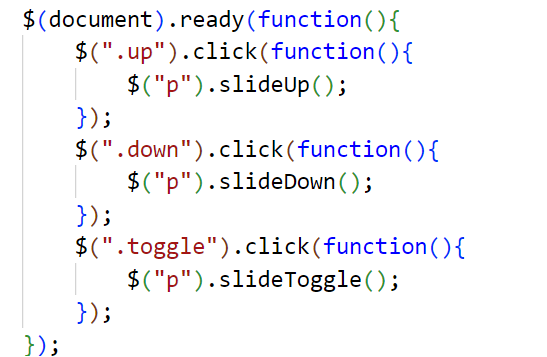 $(document).ready(function(){
    $(".up").click(function(){
        $("p").slideUp();
    });
    $(".down").click(function(){
        $("p").slideDown();
    });
    $(".toggle").click(function(){
        $("p").slideToggle();
    });
});